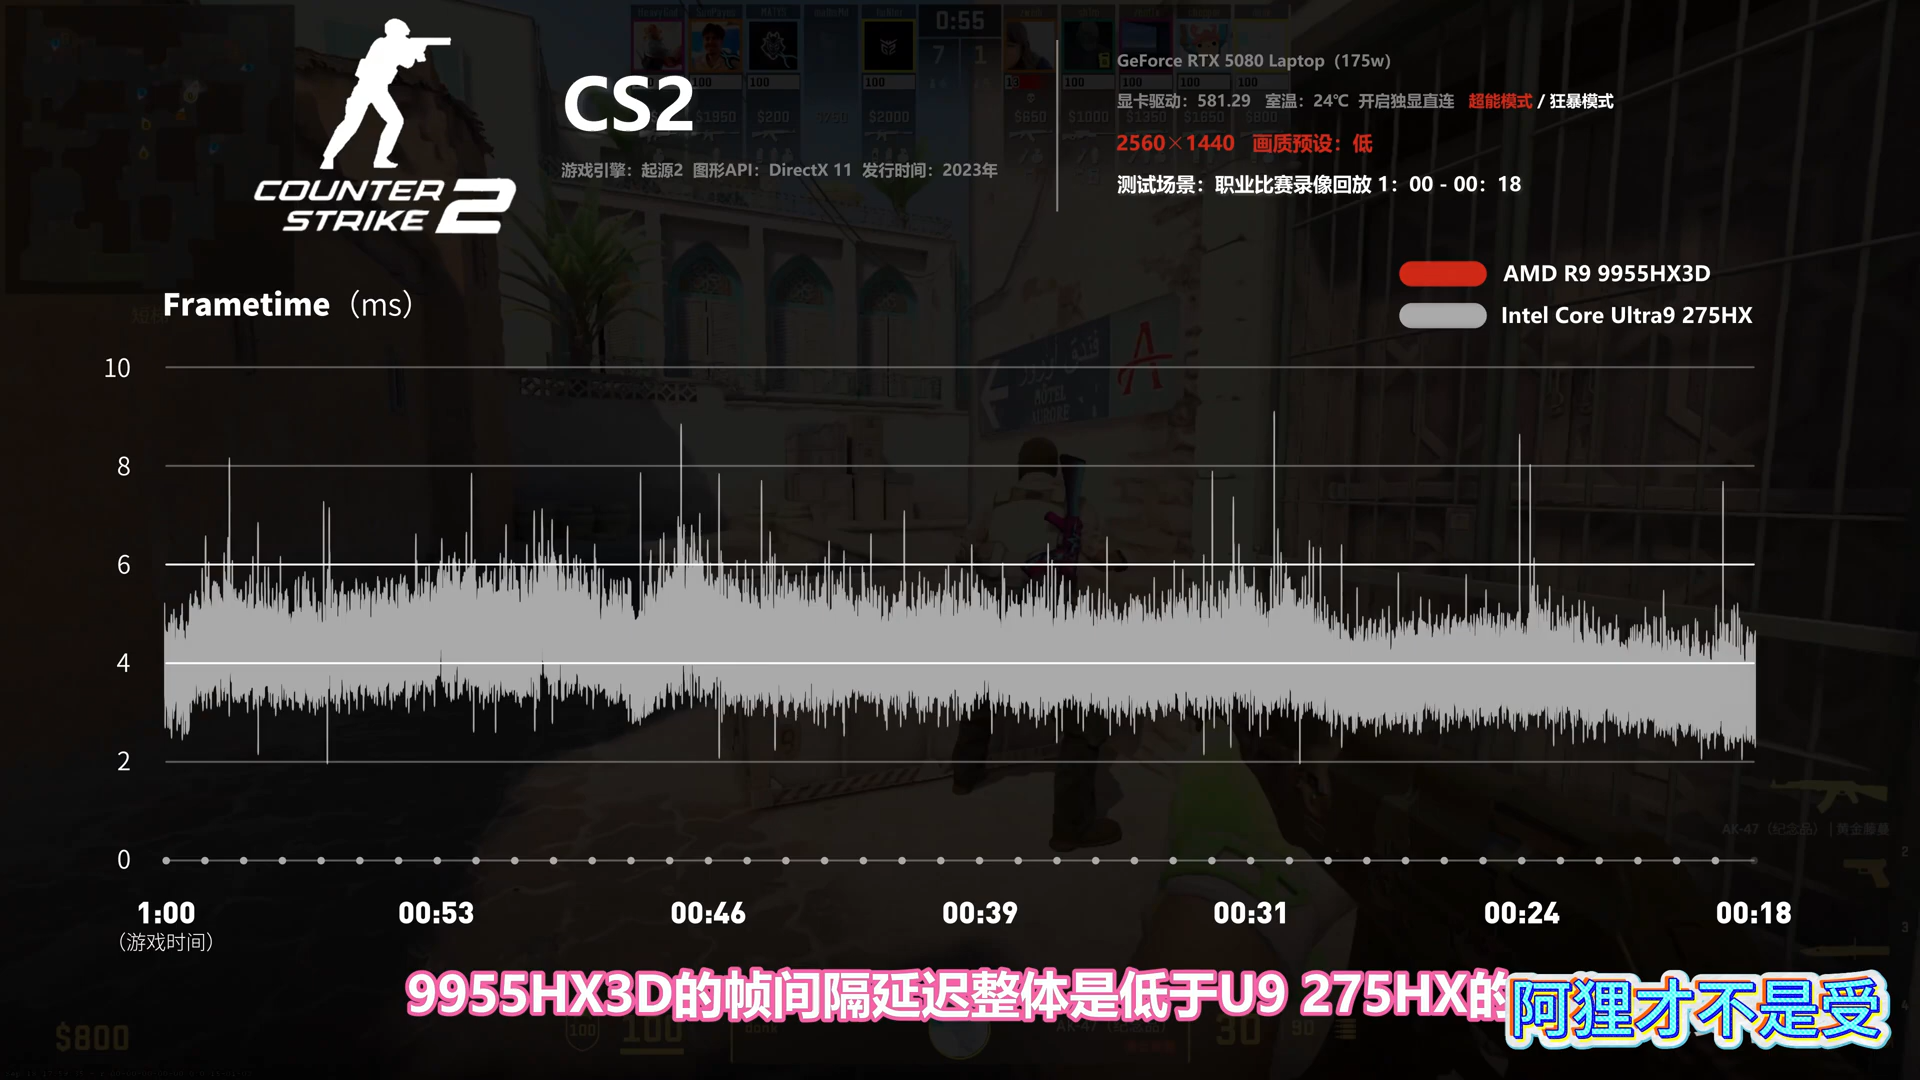 0:55
7 1
CS2
COUNTER
STRIKE 2
游戏引擎：起源2 图形API：DirectX 11 发行时间：2023年
GeForce RTX 5080 Laptop（175w）
显卡驱动：581.29 室温：24℃ 开启独显直连 超能模式 / 狂暴模式
2560×1440 画质预设：低
测试场景：职业比赛录像回放 1：00 - 00：18
AMD R9 9955HX3D
Intel Core Ultra9 275HX
Frametime（ms）
10
8
6
4
2
0
1:00 00:53 00:46 00:39 00:31 00:24 00:18
（游戏时间）
MOTEL
AURORE
9955HX3D的帧间隔延迟整体是低于U9 275HX的
阿狸才不是受
$800